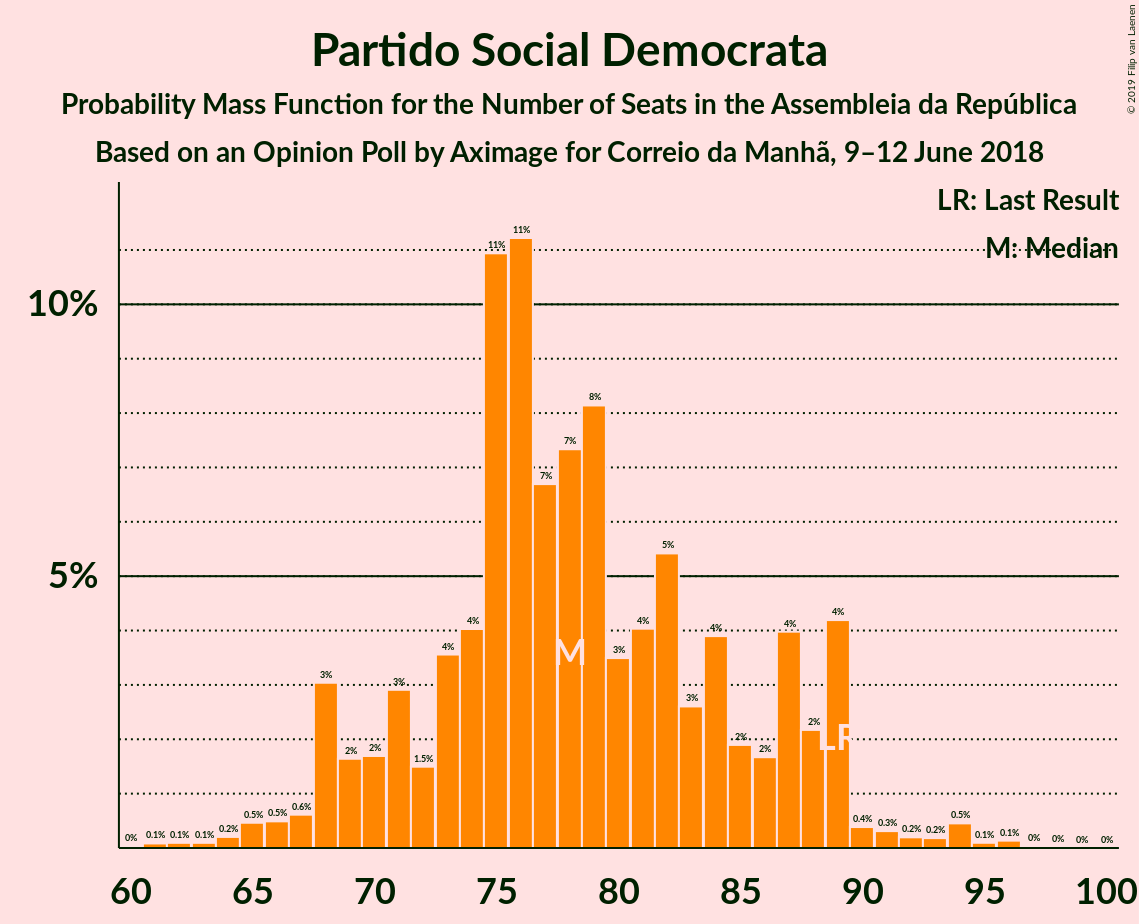 © 2019 Filip van Laenen
Partido Social Democrata
Probability Mass Function for the Number of Seats in the Assembleia da República
Based on an Opinion Poll by Aximage for Correio da Manhã, 9–12 June 2018
LR: Last Result
M: Median
10%
5%
0% 0.1% 0.1% 0.1% 0.2% 0.5% 0.5% 0.6% 3% 2% 2% 3% 1.5% 4% 4% 11% 11% 7% 7% 8% 3% 4% 5% 3% 4% 2% 2% 4% 2% 4% 0.4% 0.3% 0.2% 0.2% 0.5% 0.1% 0.1% 0% 0% 0% 0%
M
LR
60 65 70 75 80 85 90 95 100